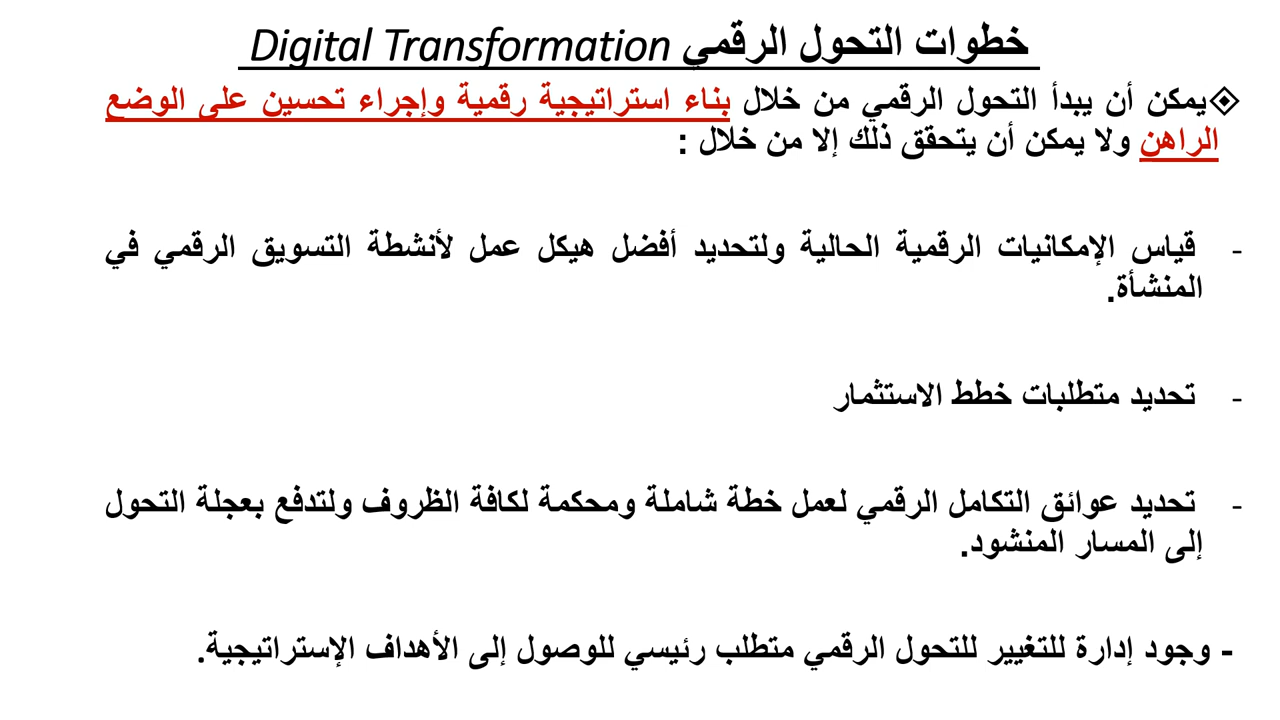 خطوات التحول الرقمي Digital Transformation
يمكن أن يبدأ التحول الرقمي من خلال بناء استراتيجية رقمية وإجراء تحسين على الوضع
الراهن ولا يمكن أن يتحقق ذلك إلا من خلال :
- قياس الإمكانيات الرقمية الحالية ولتحديد أفضل هيكل عمل لأنشطة التسويق الرقمي في
المنشأة.
- تحديد متطلبات خطط الاستثمار
- تحديد عوائق التكامل الرقمي لعمل خطة شاملة ومحكمة لكافة الظروف ولتدفع بعجلة التحول
إلى المسار المنشود.
- وجود إدارة للتغيير للتحول الرقمي متطلب رئيسي للوصول إلى الأهداف الإستراتيجية.